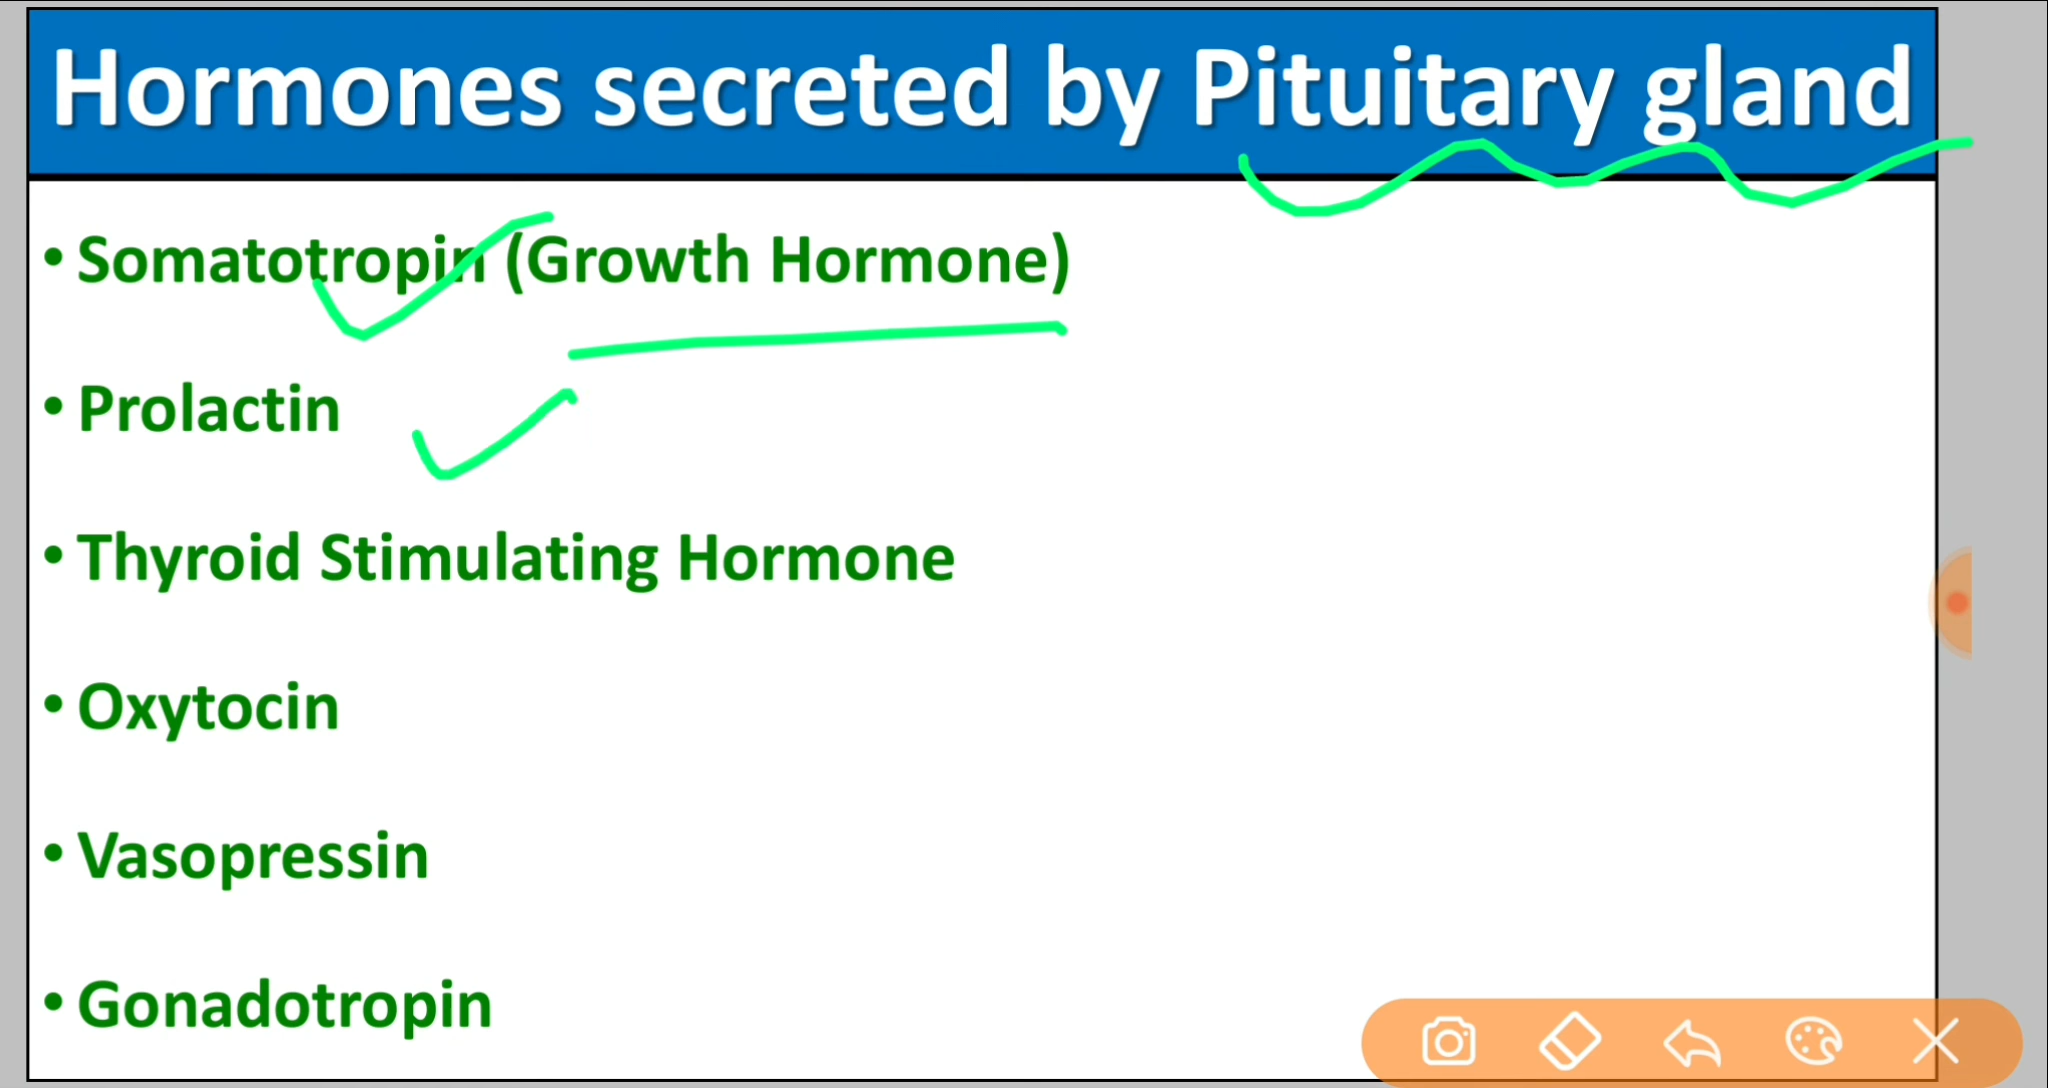 Hormones secreted by Pituitary gland
• Somatotropin (Growth Hormone)
• Prolactin
• Thyroid Stimulating Hormone
• Oxytocin
• Vasopressin
• Gonadotropin